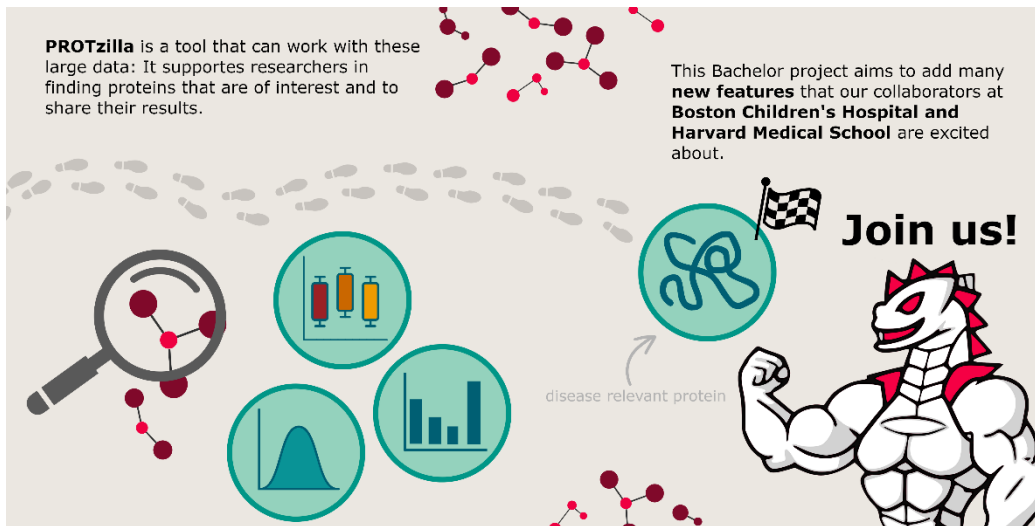 PROTzilla is a tool that can work with these
large data: It supportes researchers in
finding proteins that are of interest and to
share their results.
This Bachelor project aims to add many
new features that our collaborators at
Boston Children's Hospital and
Harvard Medical School are excited
about.
Join us!
disease relevant protein